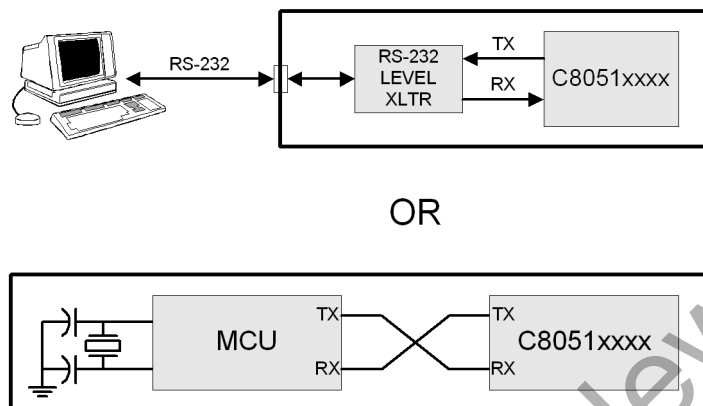 RS-232
RS-232
LEVEL
XLTR
TX
RX
C8051xxxx
OR
MCU
TX
RX
TX
RX
C8051xxxx